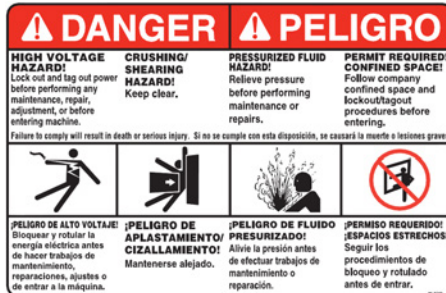 DANGER PELIGRO
HIGH VOLTAGE
HAZARD!
Lock out and tag out power
before performing any
maintenance, repair,
adjustment, or before
entering machine.
CRUSHING/
SHEARING
HAZARD!
Keep clear.
PRESSURIZED FLUID
HAZARD!
Relieve pressure
before performing
maintenance or
repairs.
PERMIT REQUIRED!
CONFINED SPACE!
Follow company
confined space and
lockout/tagout
procedures before
entering.
Failure to comply will result in death or serious injury. Si no se cumple con esta disposición, se causará la muerte o lesiones grave
¡PELIGRO DE ALTO VOLTAJE!
Bloquear y rotular la
energía eléctrica antes
de hacer trabajos de
mantenimiento,
reparaciones, ajustes o
de entrar a la máquina.
¡PELIGRO DE
APLASTAMIENTO/
CIZALLAMIENTO!
Mantenerse alejado.
¡PELIGRO DE FLUIDO
PRESURIZADO!
Alivie la presión antes
de efectuar trabajos de
mantenimiento o
reparación.
¡PERMISO REQUERIDO!
¡ESPACIOS ESTRECHOS!
Seguir los
procedimientos de
bloqueo y rotulado
antes de entrar.